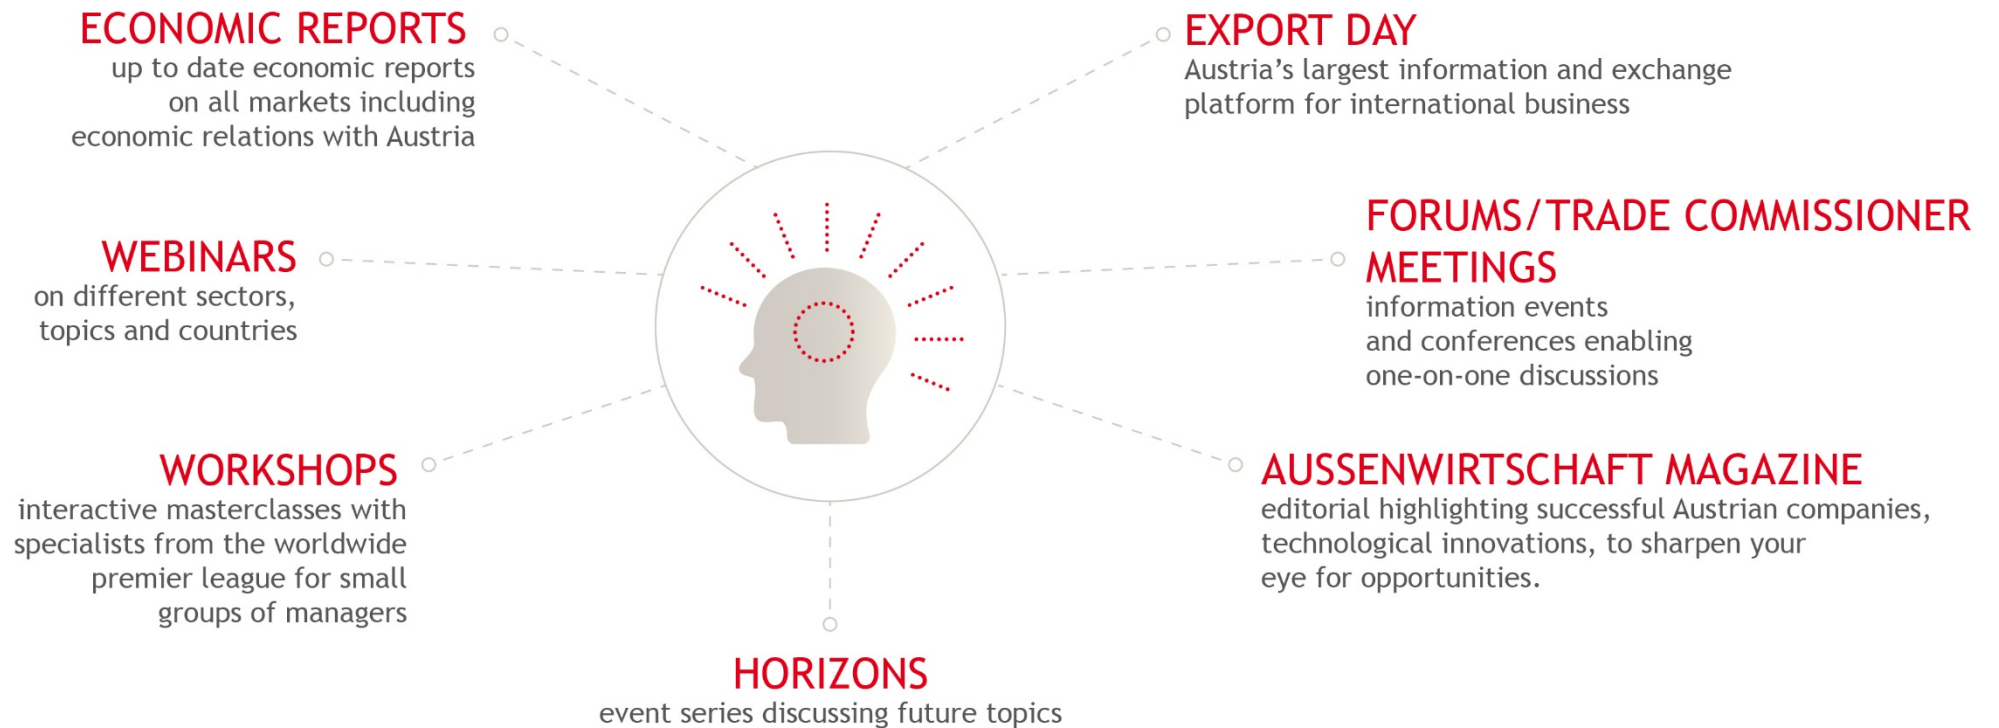 ECONOMIC REPORTS
up to date economic reports
on all markets including
economic relations with Austria
EXPORT DAY
Austria’s largest information and exchange
platform for international business
WEBINARS
on different sectors,
topics and countries
FORUMS/TRADE COMMISSIONER
MEETINGS
information events
and conferences enabling
one-on-one discussions
WORKSHOPS
interactive masterclasses with
specialists from the worldwide
premier league for small
groups of managers
AUSSENWIRTSCHAFT MAGAZINE
editorial highlighting successful Austrian companies,
technological innovations, to sharpen your
eye for opportunities.
HORIZONS
event series discussing future topics